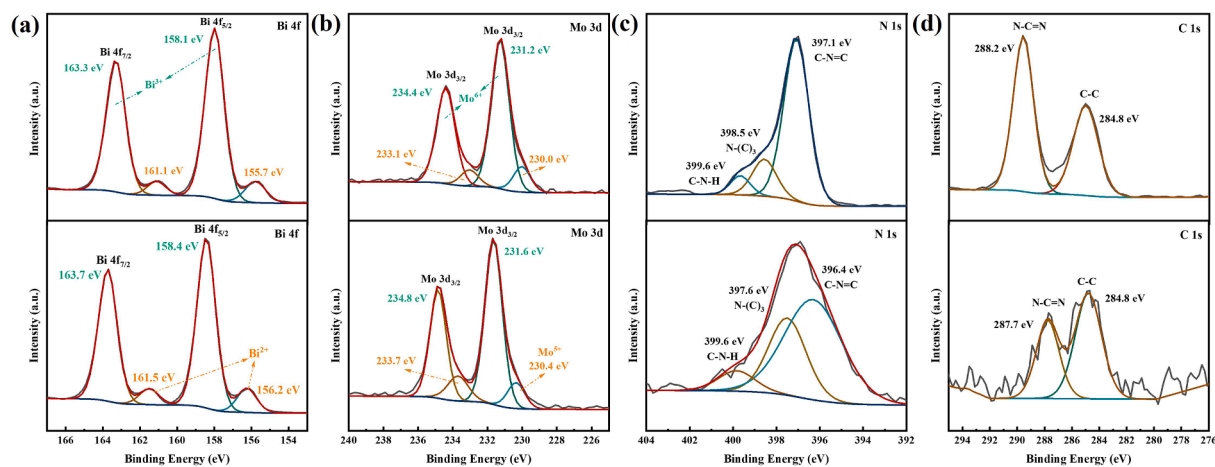 (a)
Bi 4f5/2
Bi 4f
Bi 4f7/2
158.1 eV
163.3 eV
Bi3+
161.1 eV
155.7 eV
Intensity (a.u.)
Bi 4f5/2
Bi 4f
158.4 eV
Bi 4f7/2
163.7 eV
Bi2+
161.5 eV
156.2 eV
Intensity (a.u.)
166 164 162 160 158 156 154
Binding Energy (eV)
(b)
Mo 3d3/2
Mo 3d
231.2 eV
Mo 3d3/2
234.4 eV
Mo6+
233.1 eV
230.0 eV
Intensity (a.u.)
Mo 3d3/2
Mo 3d
231.6 eV
Mo 3d3/2
234.8 eV
Mo5+
233.7 eV
230.4 eV
Intensity (a.u.)
240 237 234 231 228 225
Binding Energy (eV)
(c)
N 1s
397.1 eV
C-N=C
398.5 eV
N-(C)3
399.6 eV
C-N-H
Intensity (a.u.)
N 1s
396.4 eV
C-N=C
397.6 eV
N-(C)3
399.6 eV
C-N-H
Intensity (a.u.)
404 402 400 398 396 394 392
Binding Energy (eV)
(d)
N-C=N
C 1s
288.2 eV
C-C
284.8 eV
Intensity (a.u.)
C 1s
C-C
N-C=N
284.8 eV
287.7 eV
Intensity (a.u.)
294 292 290 288 286 284 282 280 278 276
Binding Energy (eV)